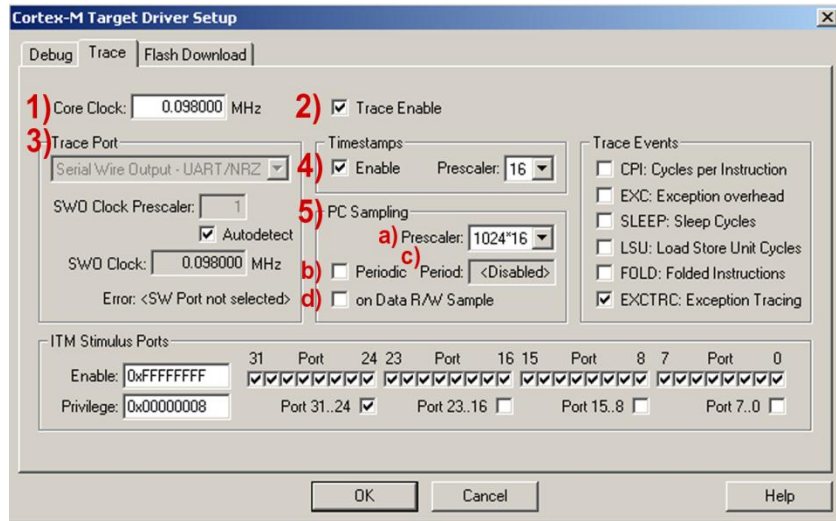 Cortex-M Target Driver Setup
Debug Trace Flash Download
1) Core Clock: 0.098000 MHz 2) Trace Enable
3) Trace Port
Serial Wire Output - UART/NRZ
SWO Clock Prescaler: 1
Autodetect
SWO Clock: 0.098000 MHz
Error: <SW Port not selected>
Timestamps
4) Enable Prescaler: 16
5) PC Sampling
a) Prescaler: 1024*16
c)
b) Periodic Period: <Disabled>
d) on Data R/W Sample
Trace Events
CPI: Cycles per Instruction
EXC: Exception overhead
SLEEP: Sleep Cycles
LSU: Load Store Unit Cycles
FOLD: Folded Instructions
EXCTRC: Exception Tracing
ITM Stimulus Ports
31 Port 24 23 Port 16 15 Port 8 7 Port 0
Enable: 0xFFFFFFFF
Privilege: 0x00000008 Port 31..24 Port 23..16 Port 15..8 Port 7..0
OK Cancel Help